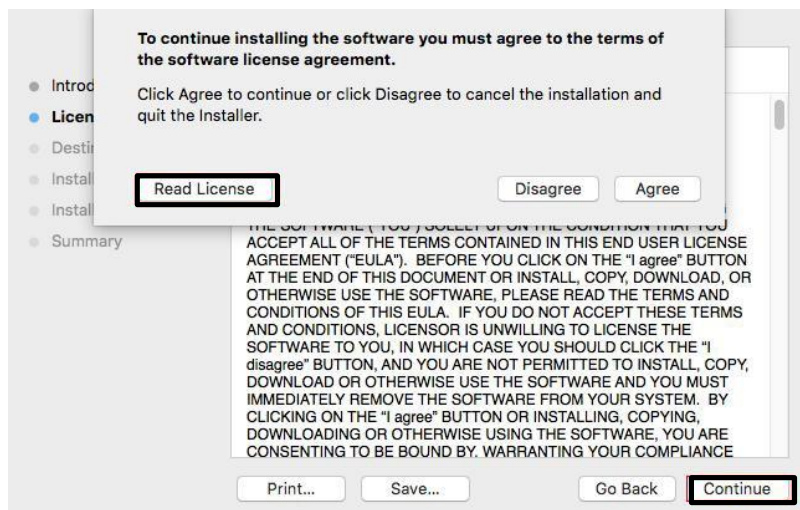 To continue installing the software you must agree to the terms of
the software license agreement.
Click Agree to continue or click Disagree to cancel the installation and
quit the Installer.
Read License
Disagree
Agree
Introd
Licen
Destin
Install
Install
Summary
THE SOFTWARE ("YOU") SOLELY UPON THE CONDITION THAT YOU
ACCEPT ALL OF THE TERMS CONTAINED IN THIS END USER LICENSE
AGREEMENT (“EULA”). BEFORE YOU CLICK ON THE “I agree” BUTTON
AT THE END OF THIS DOCUMENT OR INSTALL, COPY, DOWNLOAD, OR
OTHERWISE USE THE SOFTWARE, PLEASE READ THE TERMS AND
CONDITIONS OF THIS EULA. IF YOU DO NOT ACCEPT THESE TERMS
AND CONDITIONS, LICENSOR IS UNWILLING TO LICENSE THE
SOFTWARE TO YOU, IN WHICH CASE YOU SHOULD CLICK THE “I
disagree” BUTTON, AND YOU ARE NOT PERMITTED TO INSTALL, COPY,
DOWNLOAD OR OTHERWISE USE THE SOFTWARE AND YOU MUST
IMMEDIATELY REMOVE THE SOFTWARE FROM YOUR SYSTEM. BY
CLICKING ON THE “I agree” BUTTON OR INSTALLING, COPYING,
DOWNLOADING OR OTHERWISE USING THE SOFTWARE, YOU ARE
CONSENTING TO BE BOUND BY, WARRANTING YOUR COMPLIANCE
Print...
Save...
Go Back
Continue